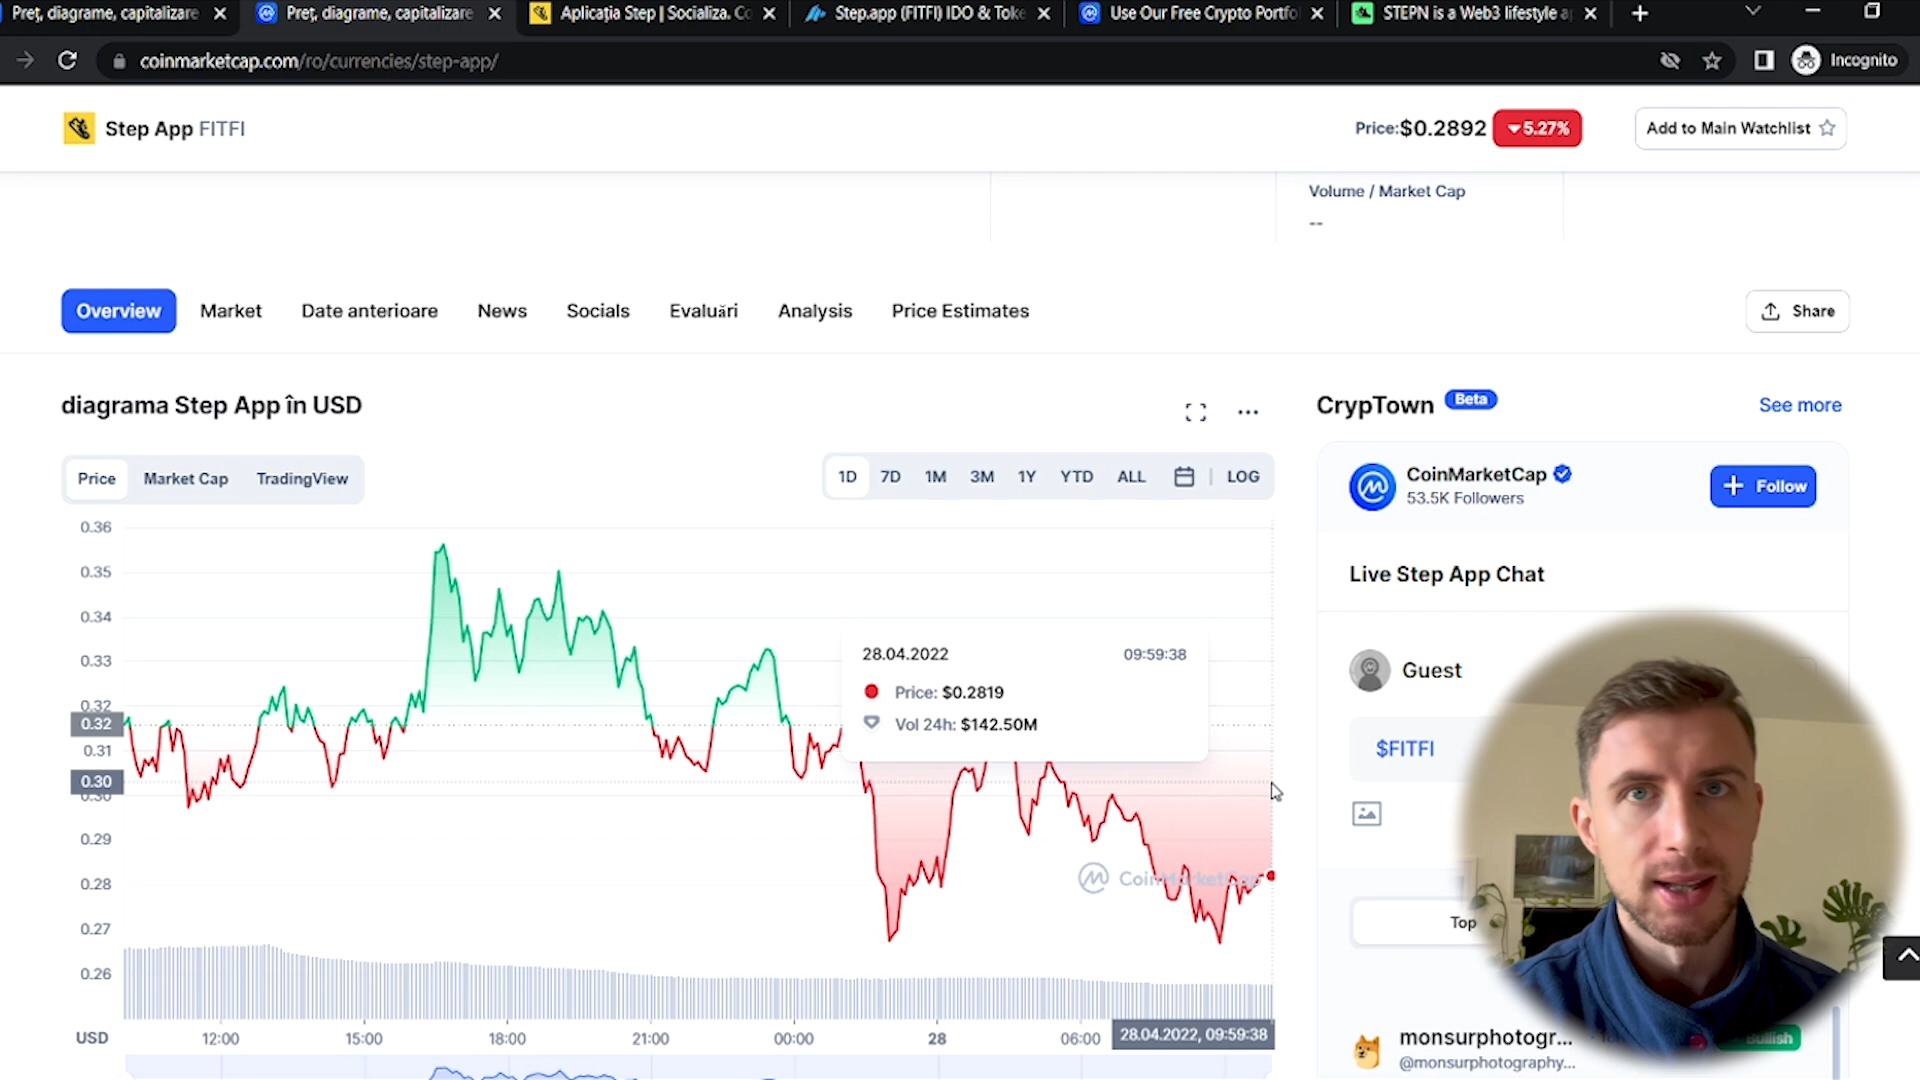 Preț, diagrame, capitalizare
Preț, diagrame, capitalizare
Aplicația Step | Socializa. Co
Step.app (FITFI) IDO & Toke
Use Our Free Crypto Portfo
STEPN is a Web3 lifestyle a
coinmarketcap.com/ro/currencies/step-app/
Incognito
Step App FITFI
Price:$0.2892
5.27%
Add to Main Watchlist
Volume / Market Cap
--
Overview
Market
Date anterioare
News
Socials
Evaluări
Analysis
Price Estimates
Share
diagrama Step App în USD
CrypTown
Beta
See more
Price
Market Cap
TradingView
1D
7D
1M
3M
1Y
YTD
ALL
LOG
CoinMarketCap
53.5K Followers
+ Follow
Live Step App Chat
Guest
$FITFI
Top
monsurphotogr...
@monsurphotography...
Bullish
0.36
0.35
0.34
0.33
0.32
0.32
0.31
0.30
0.30
0.29
0.28
0.27
0.26
28.04.2022
09:59:38
Price: $0.2819
Vol 24h: $142.50M
CoinMarketCap
USD
12:00
15:00
18:00
21:00
00:00
28
06:00
28.04.2022, 09:59:38